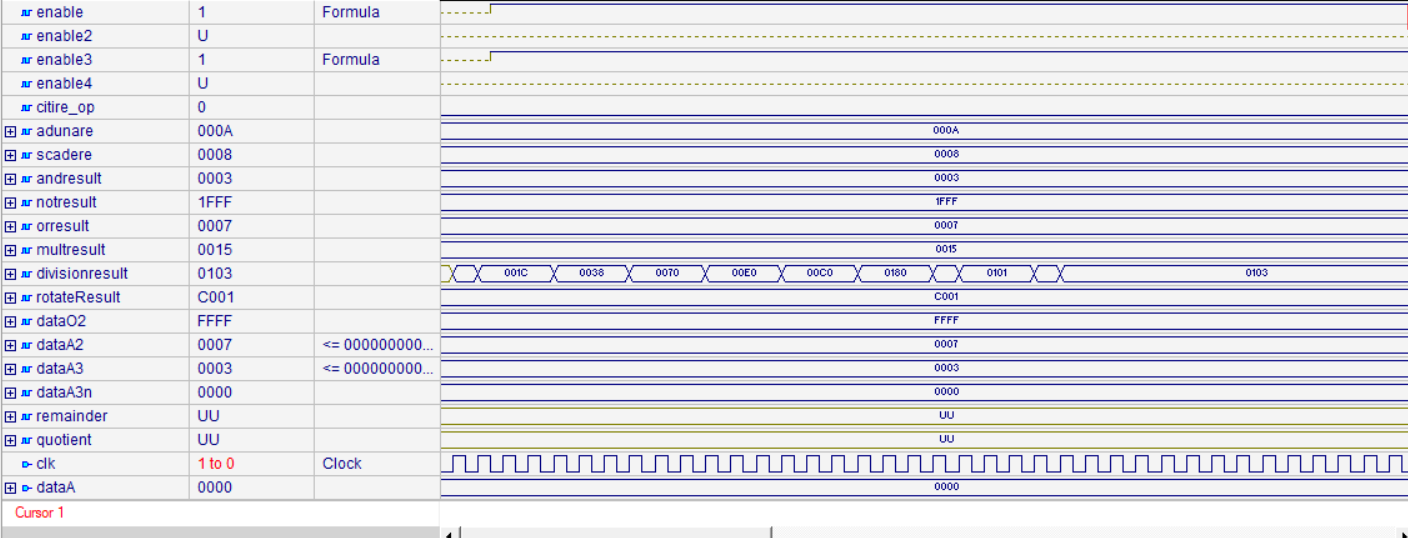 enable 1 Formula
enable2 U
enable3 1 Formula
enable4 U
citire_op 0
adunare 000A 000A
scadere 0008 0008
andresult 0003 0003
notresult 1FFF 1FFF
orresult 0007 0007
multresult 0015 0015
divisionresult 0103 001C 0038 0070 00E0 00C0 0180 0101 0103
rotateResult C001 C001
dataO2 FFFF FFFF
dataA2 0007 <= 000000000... 0007
dataA3 0003 <= 000000000... 0003
dataA3n 0000 0000
remainder UU UU
quotient UU UU
clk 1 to 0 Clock
dataA 0000 0000
Cursor 1